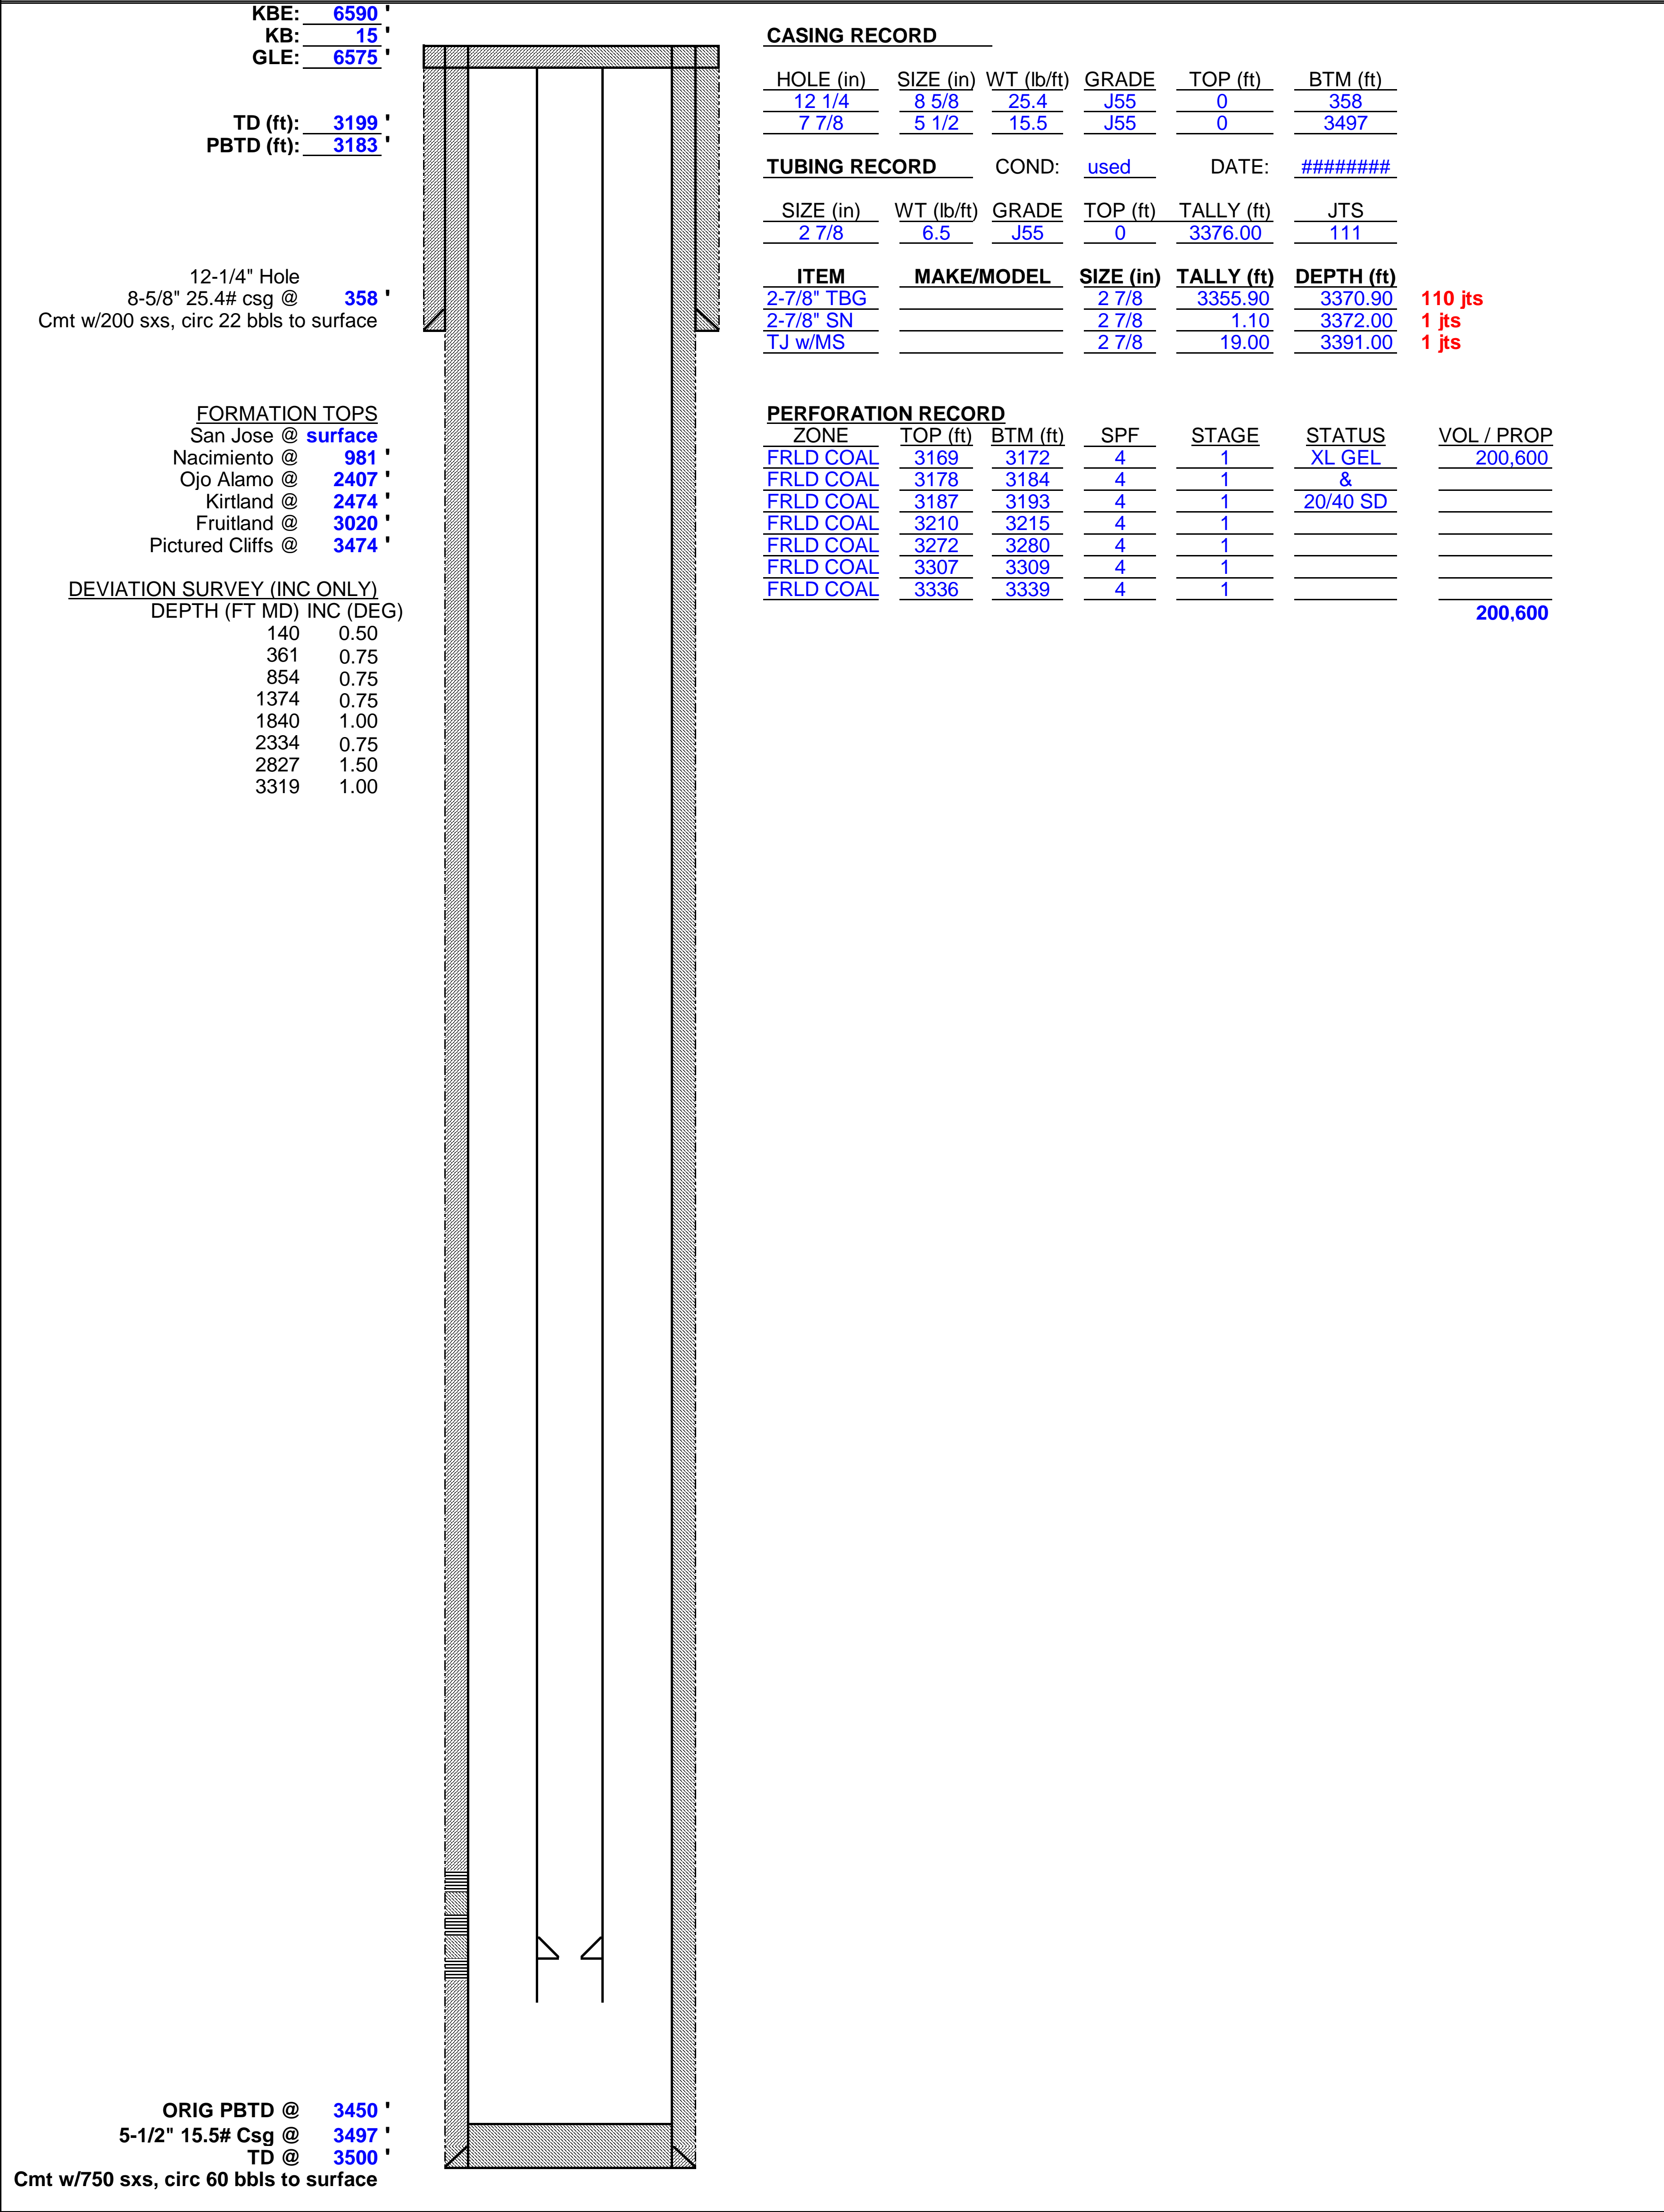 KBE: 6590 '
KB: 15 '
GLE: 6575 '
TD (ft): 3199 '
PBTD (ft): 3183 '
12-1/4" Hole
8-5/8" 25.4# csg @ 358 '
Cmt w/200 sxs, circ 22 bbls to surface
FORMATION TOPS
San Jose @ surface
Nacimiento @ 981 '
Ojo Alamo @ 2407 '
Kirtland @ 2474 '
Fruitland @ 3020 '
Pictured Cliffs @ 3474 '
DEVIATION SURVEY (INC ONLY)
DEPTH (FT MD) INC (DEG)
140 0.50
361 0.75
854 0.75
1374 0.75
1840 1.00
2334 0.75
2827 1.50
3319 1.00
CASING RECORD
HOLE (in) SIZE (in) WT (lb/ft) GRADE TOP (ft) BTM (ft)
12 1/4 8 5/8 25.4 J55 0 358
7 7/8 5 1/2 15.5 J55 0 3497
TUBING RECORD COND: used DATE: ########
SIZE (in) WT (lb/ft) GRADE TOP (ft) TALLY (ft) JTS
2 7/8 6.5 J55 0 3376.00 111
ITEM MAKE/MODEL SIZE (in) TALLY (ft) DEPTH (ft)
2-7/8" TBG 2 7/8 3355.90 3370.90 110 jts
2-7/8" SN 2 7/8 1.10 3372.00 1 jts
TJ w/MS 2 7/8 19.00 3391.00 1 jts
PERFORATION RECORD
ZONE TOP (ft) BTM (ft) SPF STAGE STATUS VOL / PROP
FRLD COAL 3169 3172 4 1 XL GEL 200,600
FRLD COAL 3178 3184 4 1 &
FRLD COAL 3187 3193 4 1 20/40 SD
FRLD COAL 3210 3215 4 1
FRLD COAL 3272 3280 4 1
FRLD COAL 3307 3309 4 1
FRLD COAL 3336 3339 4 1
200,600
ORIG PBTD @ 3450 '
5-1/2" 15.5# Csg @ 3497 '
TD @ 3500 '
Cmt w/750 sxs, circ 60 bbls to surface